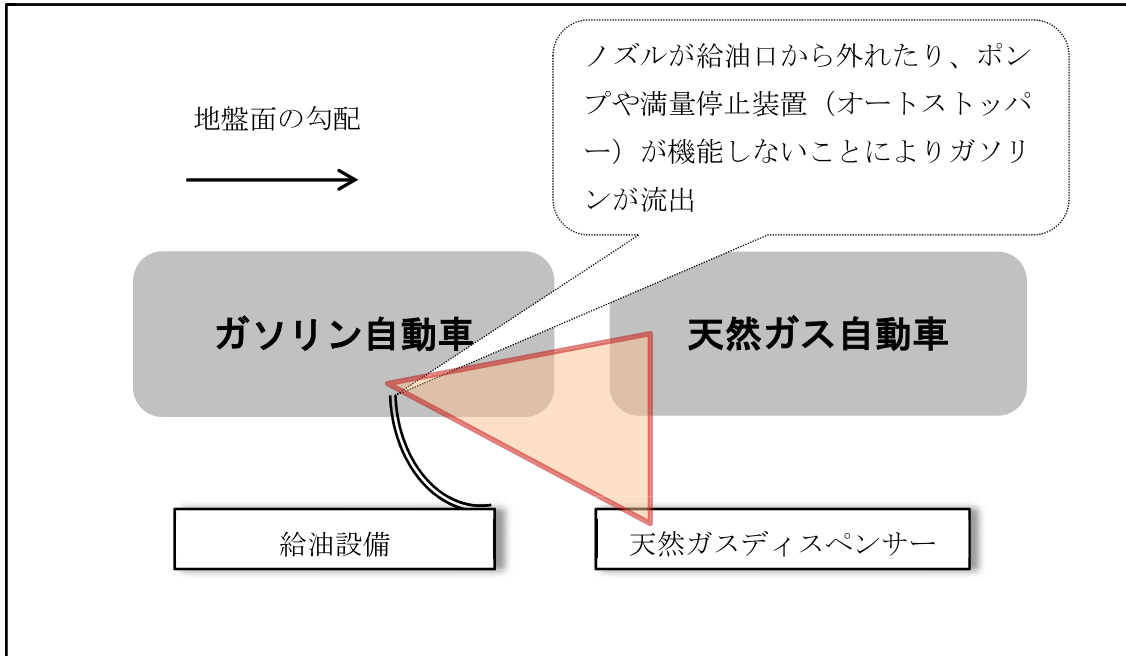 ノズルが給油口から外れたり、ポン
プや満量停止装置（オートストッパ
ー）が機能しないことによりガソリ
ンが流出
地盤面の勾配
ガソリン自動車
天然ガス自動車
給油設備
天然ガスディスペンサー